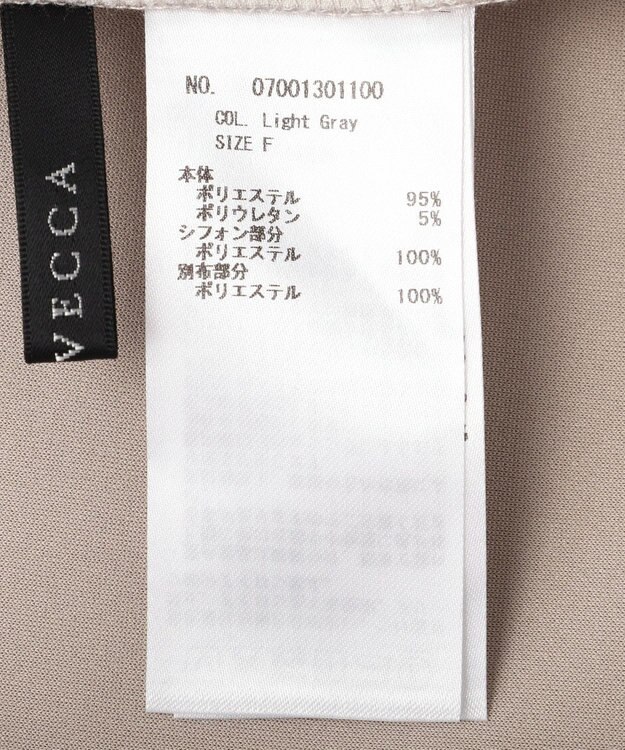 NO. 07001301100
COL. Light Gray
SIZE F
本体
ポリエステル 95%
ポリウレタン 5%
シフォン部分
ポリエステル 100%
別布部分
ポリエステル 100%
VECCA